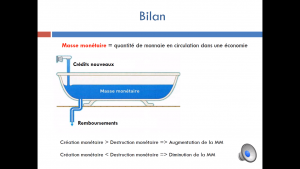 Bilan
Masse monétaire = quantité de monnaie en circulation dans une économie
Crédits nouveaux
Masse monétaire
Remboursements
Création monétaire > Destruction monétaire => Augmentation de la MM
Création monétaire < Destruction monétaire => Diminution de la MM